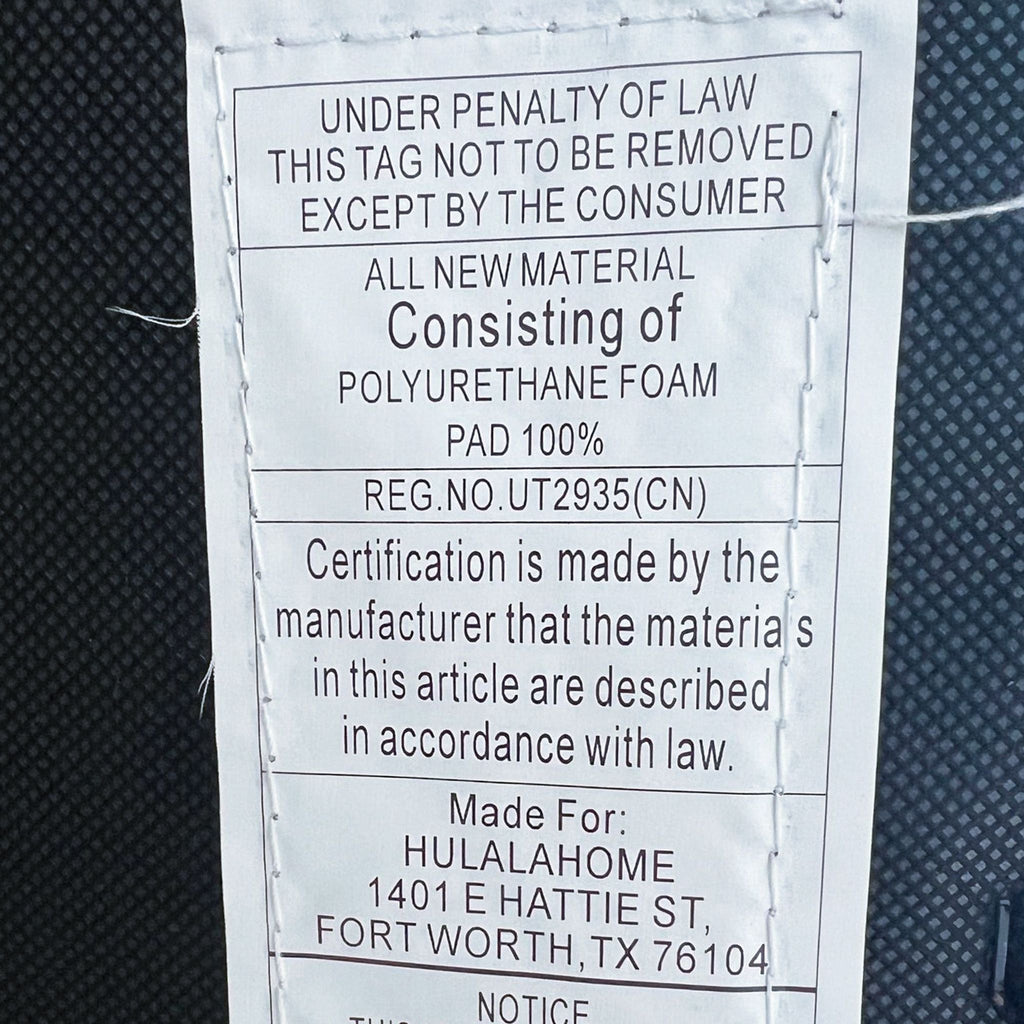 UNDER PENALTY OF LAW
THIS TAG NOT TO BE REMOVED
EXCEPT BY THE CONSUMER
ALL NEW MATERIAL
Consisting of
POLYURETHANE FOAM
PAD 100%
REG.NO.UT2935(CN)
Certification is made by the
manufacturer that the materials
in this article are described
in accordance with law.
Made For:
HULALAHOME
1401 E HATTIE ST,
FORT WORTH,TX 76104
NOTICE